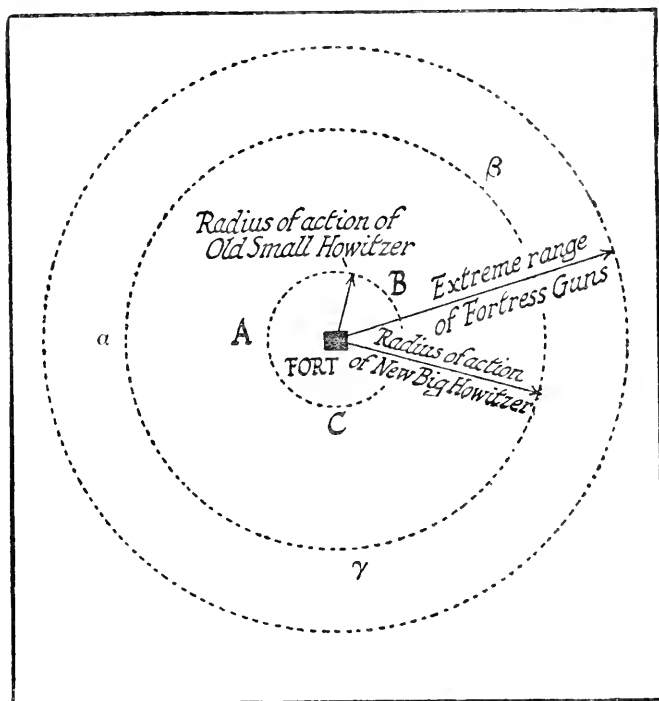 β
Radius of action of
Old Small Howitzer
B
Extreme range
of Fortress Guns
α
A
FORT
Radius of action
of New Big Howitzer
C
γ